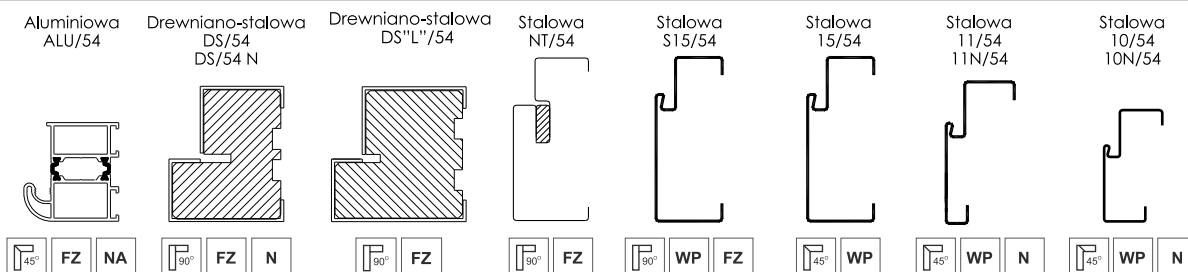 Aluminiowa
ALU/54
Drewniano-stalowa
DS/54
DS/54 N
Drewniano-stalowa
DS”L”/54
Stalowa
NT/54
Stalowa
S15/54
Stalowa
15/54
Stalowa
11/54
11N/54
Stalowa
10/54
10N/54
45° FZ NA
90° FZ N
90° FZ
90° FZ
90° WP FZ
45° WP
45° WP N
45° WP N